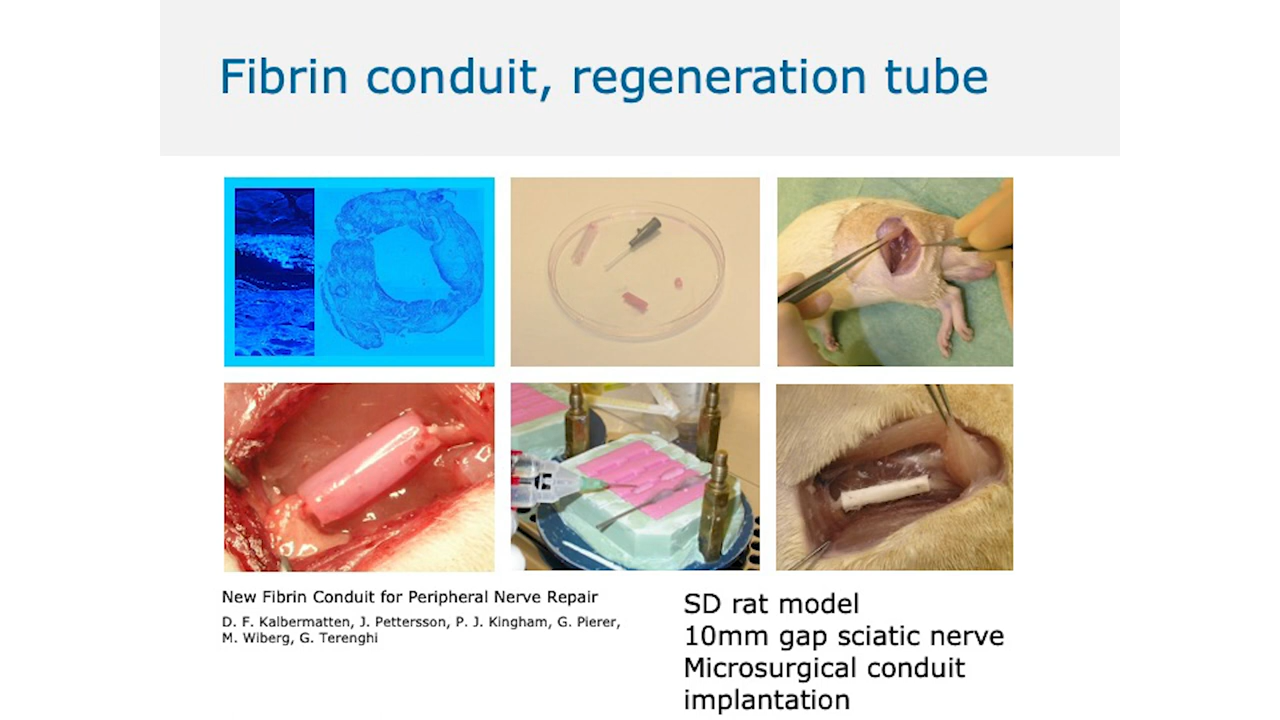 Fibrin conduit, regeneration tube
New Fibrin Conduit for Peripheral Nerve Repair
D. F. Kalbermatten, J. Pettersson, P. J. Kingham, G. Pierer,
M. Wiberg, G. Terenghi
SD rat model
10mm gap sciatic nerve
Microsurgical conduit
implantation